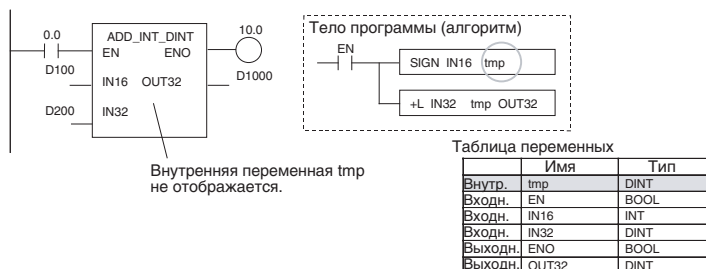 0.0
ADD_INT_DINT
10.0
EN ENO
D100
D1000
IN16 OUT32
D200
IN32
Внутренняя переменная tmp
не отображается.
Тело программы (алгоритм)
EN
SIGN IN16 tmp
+L IN32 tmp OUT32
Таблица переменных
Имя Тип
Внутр. tmp DINT
Входн. EN BOOL
Входн. IN16 INT
Входн. IN32 DINT
Выходн. ENO BOOL
Выходн. OUT32 DINT